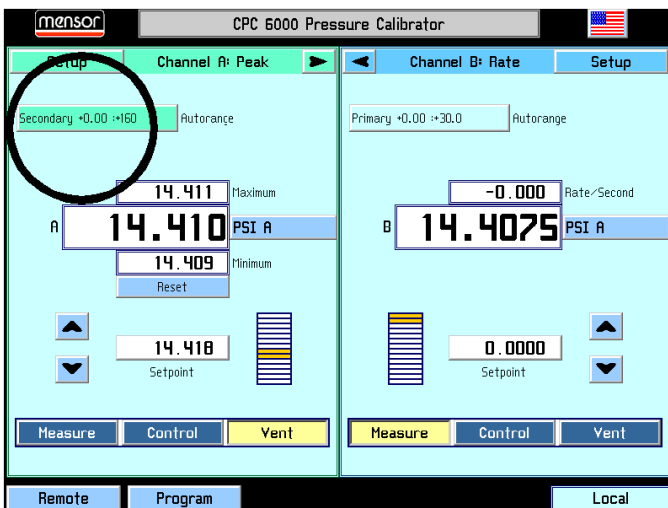 mensor
CPC 6000 Pressure Calibrator
Setup
Channel A: Peak
Channel B: Rate
Setup
Secondary +0.00 :+160
Autorange
Primary +0.00 :+30.0
Autorange
14.411 Maximum
A 14.410 PSI A
14.409 Minimum
Reset
14.418
Setpoint
-0.000 Rate/Second
B 14.4075 PSI A
0.0000
Setpoint
Measure
Control
Vent
Measure
Control
Vent
Remote
Program
Local